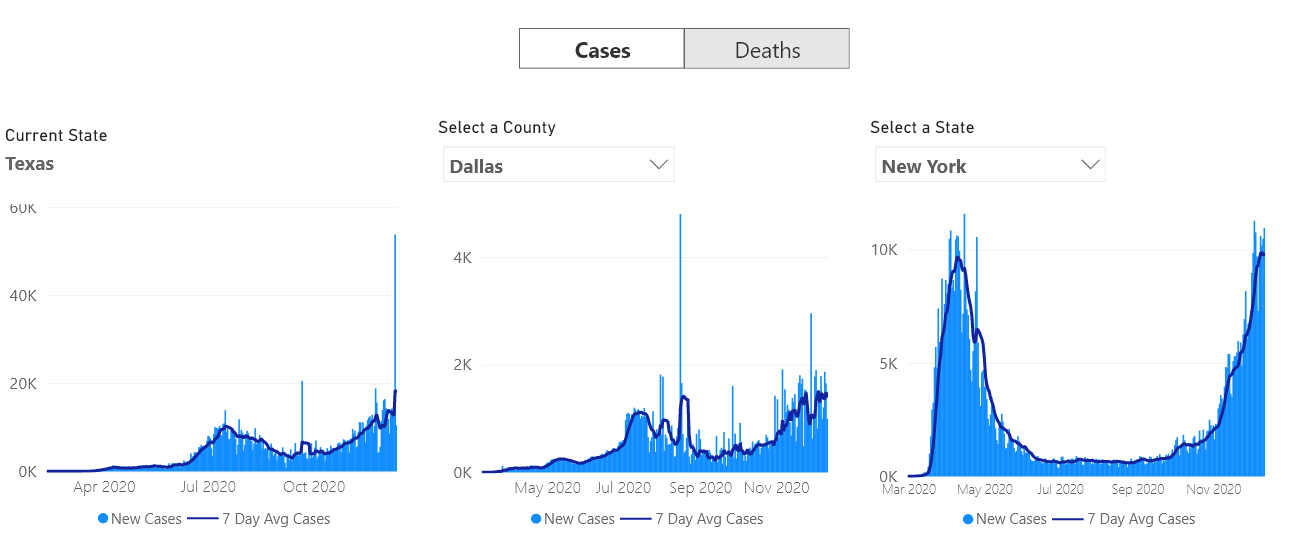 Cases Deaths
Current State
Texas
60K
40K
20K
0K
Apr 2020 Jul 2020 Oct 2020
New Cases 7 Day Avg Cases
Select a County
Dallas
4K
2K
0K
May 2020 Jul 2020 Sep 2020 Nov 2020
New Cases 7 Day Avg Cases
Select a State
New York
10K
5K
0K
Mar 2020 May 2020 Jul 2020 Sep 2020 Nov 2020
New Cases 7 Day Avg Cases